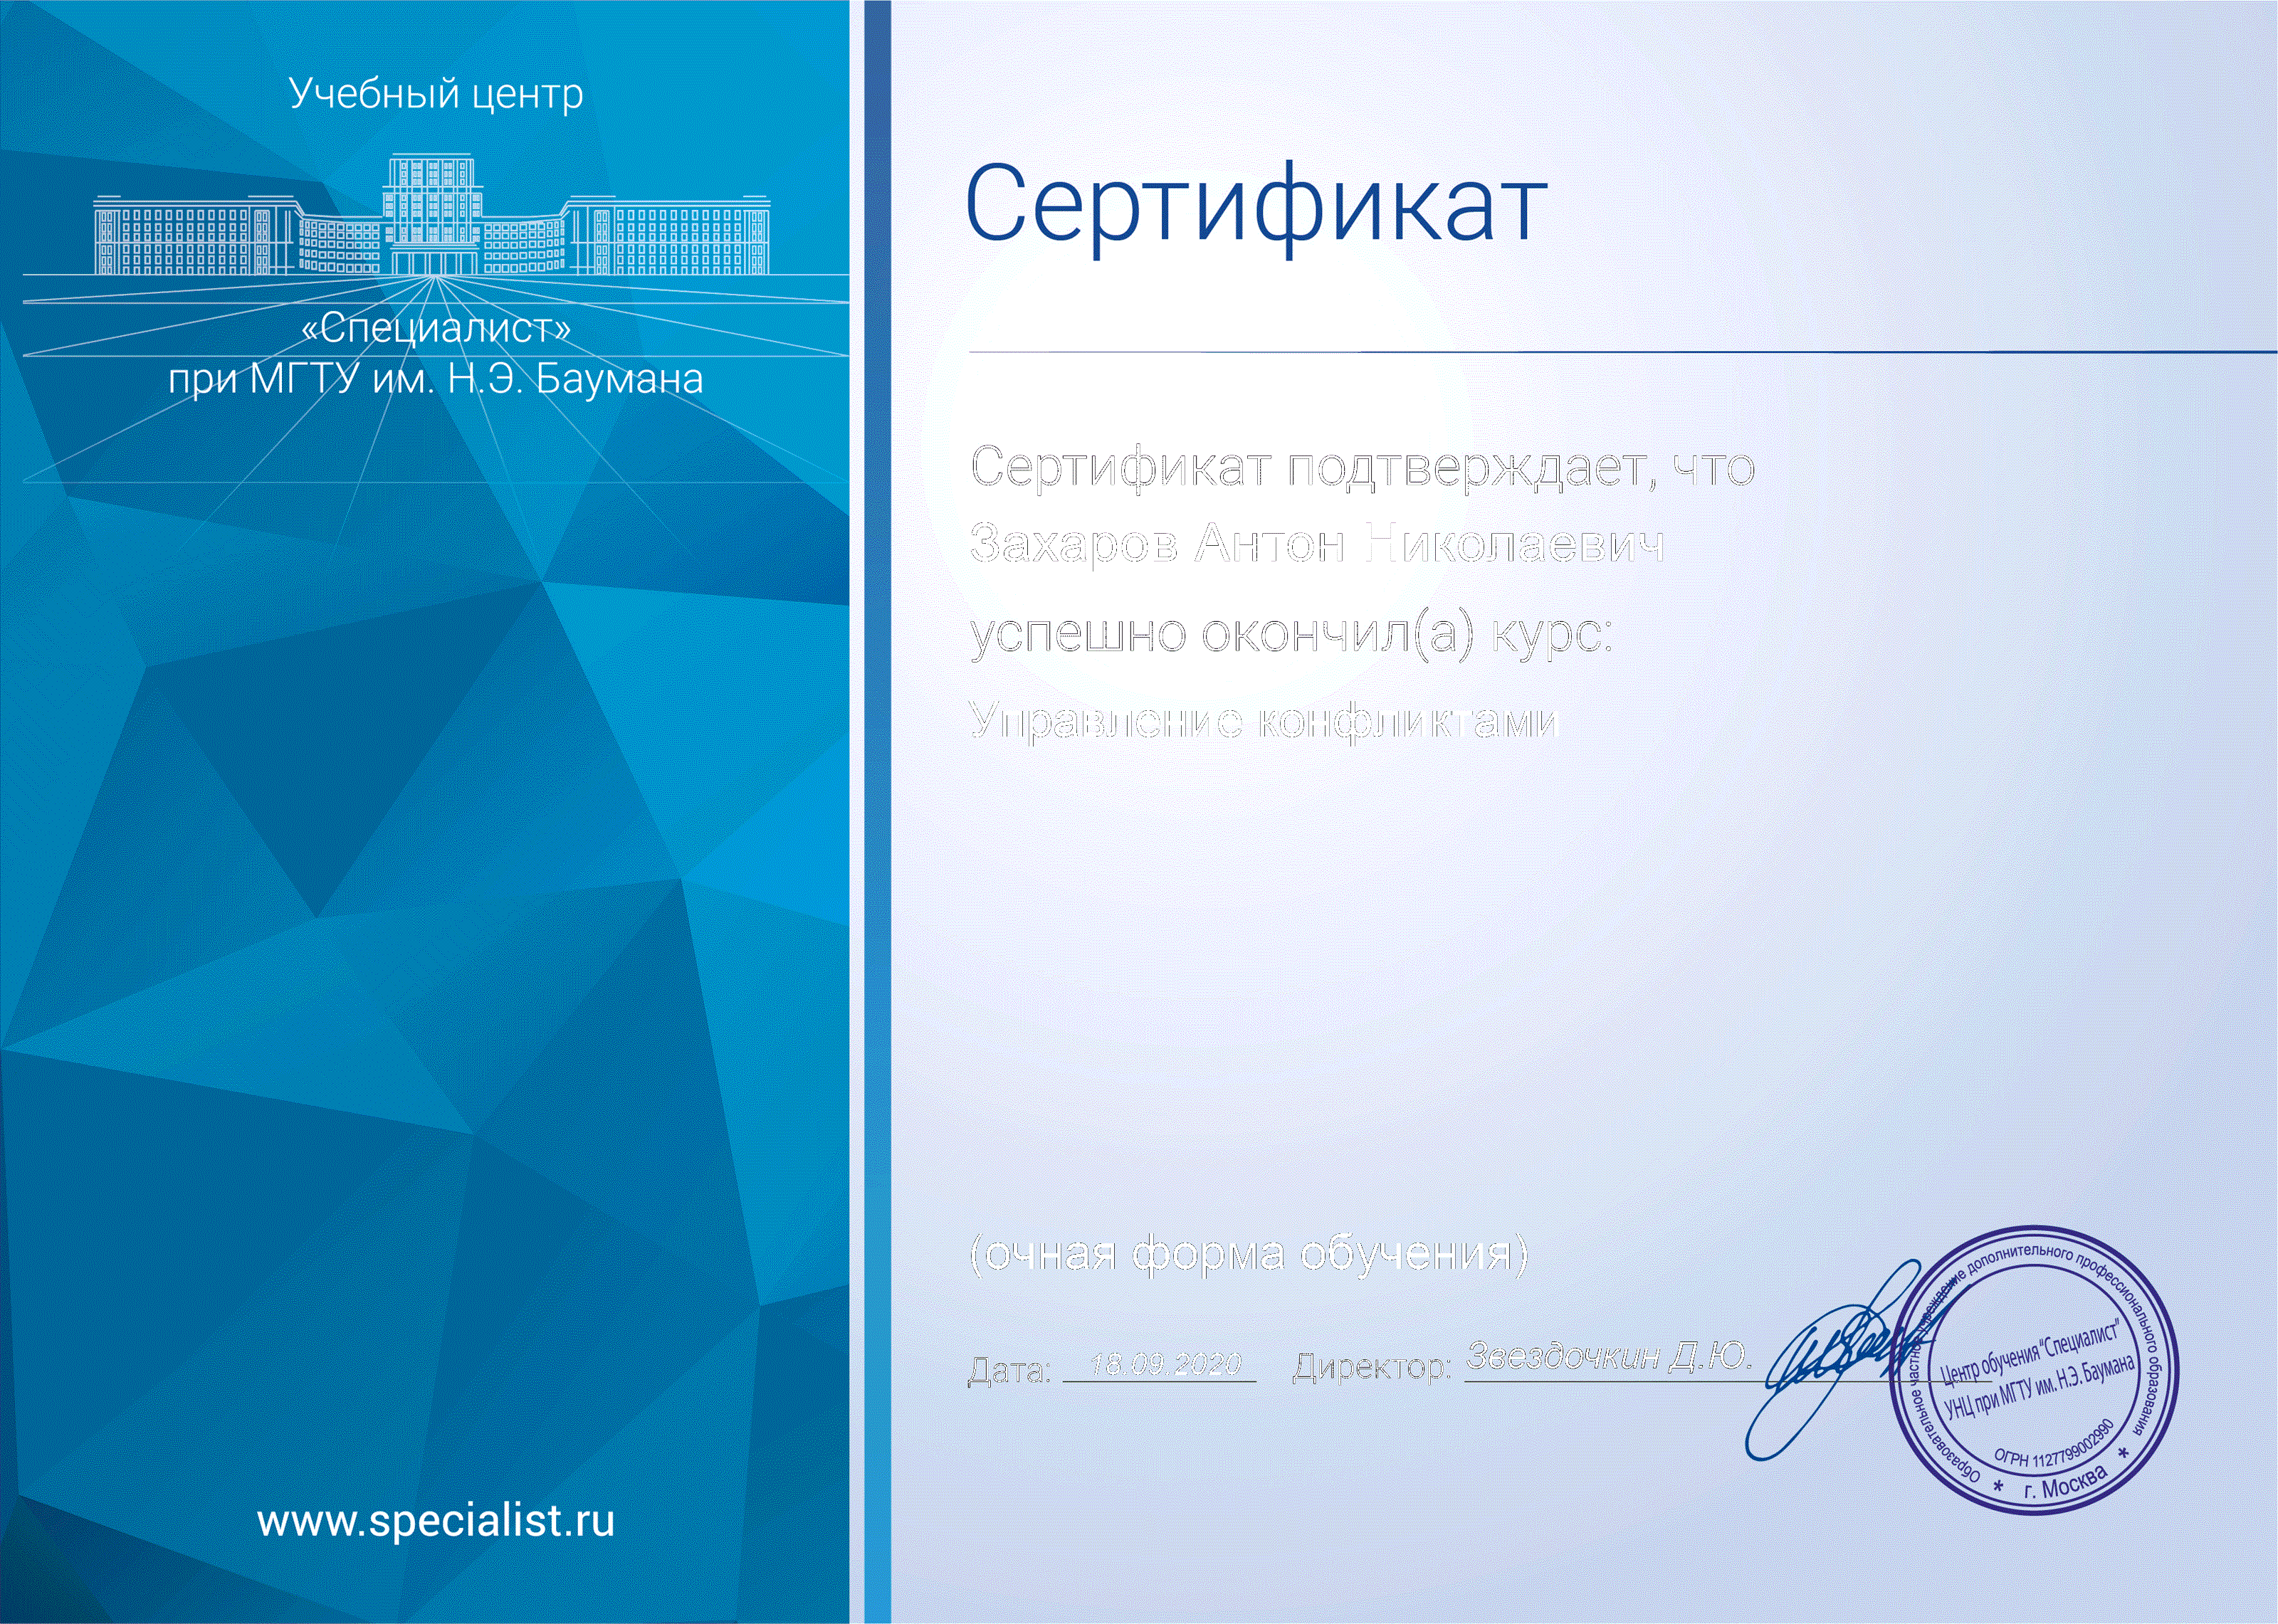 Учебный центр
«Специалист»
при МГТУ им. Н.Э. Баумана
www.specialist.ru
Сертификат
Сертификат подтверждает, что
Захаров Антон Николаевич
успешно окончил(а) курс:
Управление конфликтами
(очная форма обучения)
Дата: 18.09.2020 Директор: Звездочкин Д.Ю.
Образовательное частное учреждение дополнительного профессионального образования
Центр обучения "Специалист"
УНЦ при МГТУ им. Н.Э. Баумана
ОГРН 1127799002990
* г. Москва *